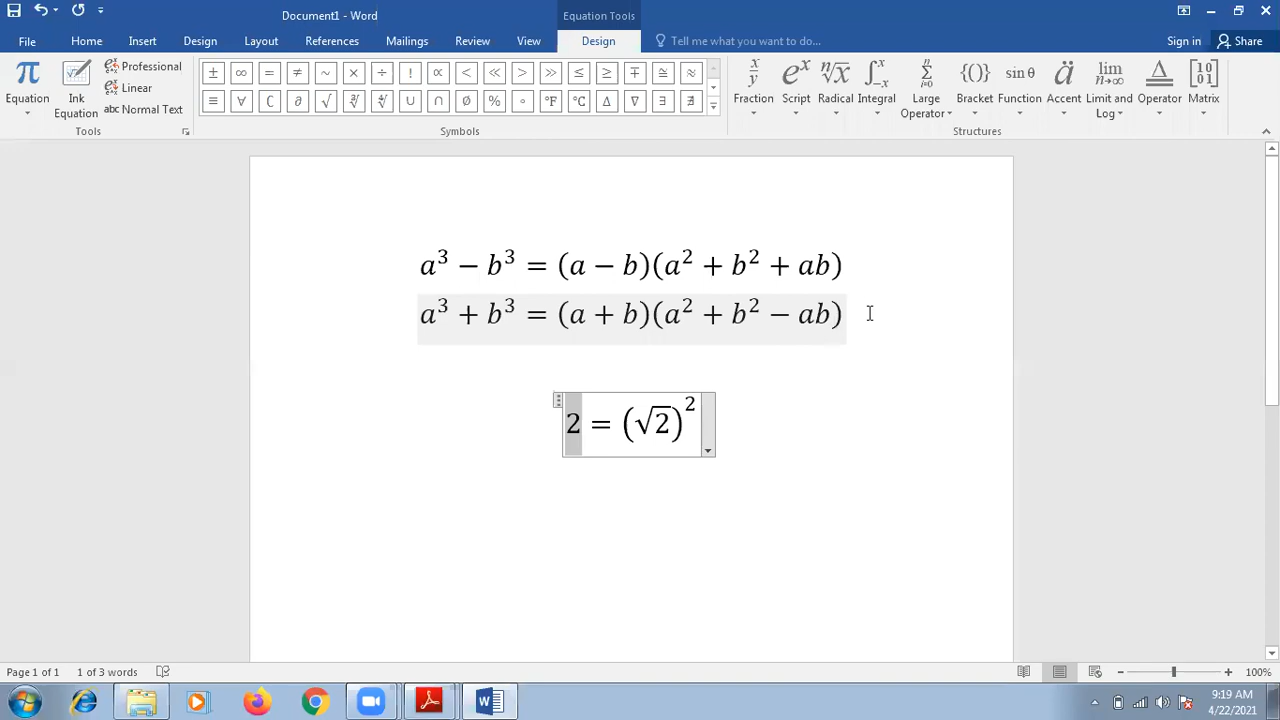 Document1 - Word
Equation Tools
File Home Insert Design Layout References Mailings Review View Design Tell me what you want to do... Sign in Share
Equation
Ink Equation
Professional
Linear
abc Normal Text
± ∞ = ≠ ~ × ÷ ! ∝ < ≪ > ≫ ≤ ≥ ∓ ≅ ≈
≡ ∀ ∁ ∂ √ ∛ ∜ ∪ ∩ ∅ % ° °F °C ∆ ∇ ∃ ∄
Fraction Script Radical Integral Large Operator Bracket Function Accent Limit and Log Operator Matrix
Tools Symbols Structures
a³ − b³ = (a − b)(a² + b² + ab)
a³ + b³ = (a + b)(a² + b² − ab)
2 = (√2)²
Page 1 of 1 1 of 3 words 100%
9:19 AM
4/22/2021